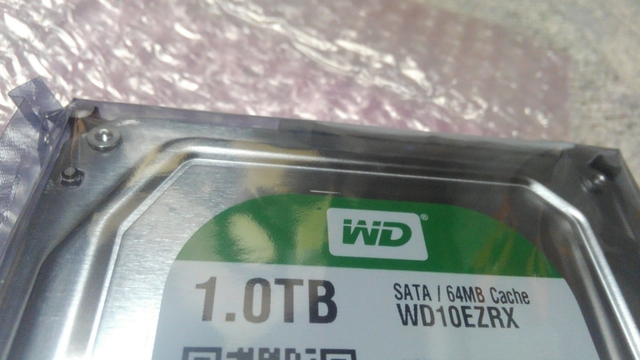 WD®
1.0TB
SATA / 64MB Cache
WD10EZRX